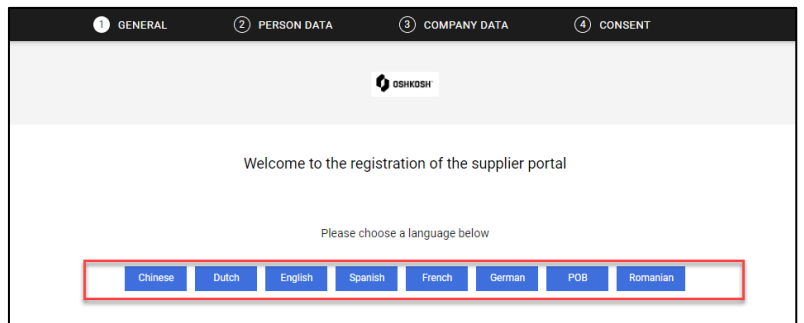 1 GENERAL 2 PERSON DATA 3 COMPANY DATA 4 CONSENT
OSHKOSH
Welcome to the registration of the supplier portal
Please choose a language below
Chinese Dutch English Spanish French German POB Romanian